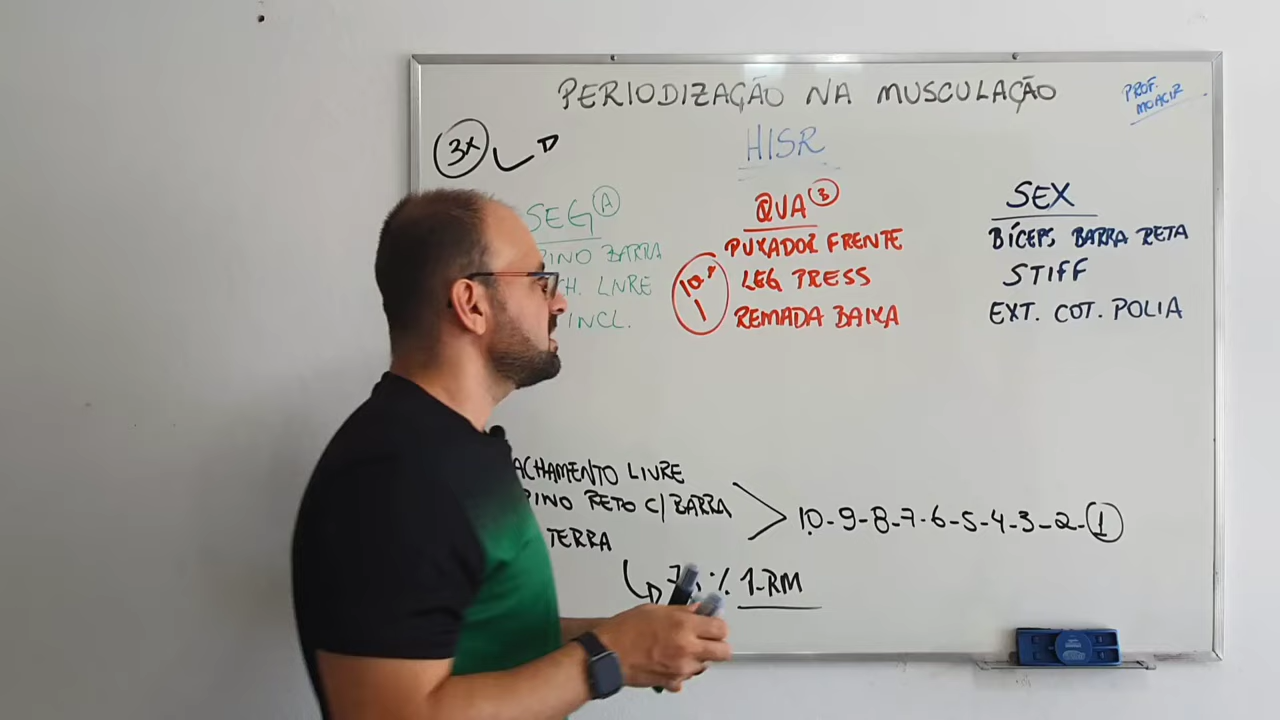 PERIODIZAÇÃO NA MUSCULAÇÃO
PROF. MOACIR
3X
HISR
SEG A
PINO BARRA
CH. LIVRE
INCL.
QUA B
PUXADOR FRENTE
LEG PRESS
REMADA BAIXA
10.
1
SEX
BÍCEPS BARRA RETA
STIFF
EXT. COT. POLIA
ACHAMENTO LIVRE
PINO RETO C/BARRA
TERRA
10-9-8-7-6-5-4-3-2-1
% 1-RM